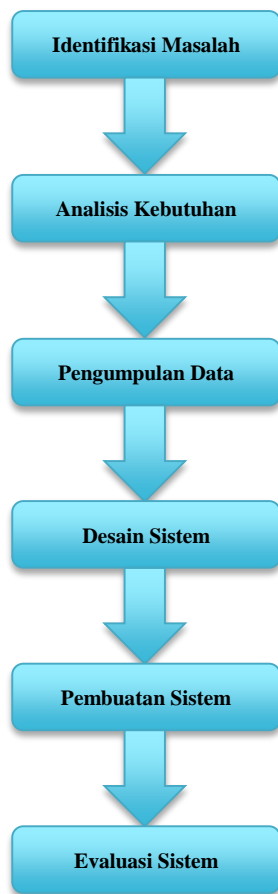 Identifikasi Masalah
Analisis Kebutuhan
Pengumpulan Data
Desain Sistem
Pembuatan Sistem
Evaluasi Sistem